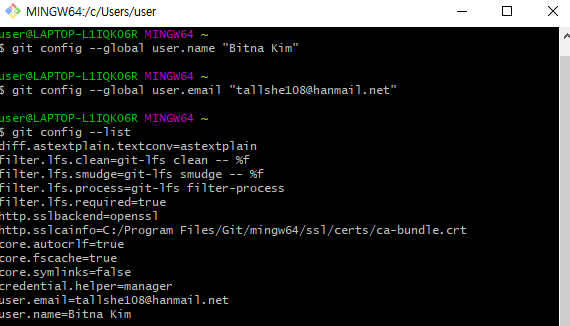 MINGW64:/c/Users/user
user@LAPTOP-L1IQKO6R MINGW64 ~
$ git config --global user.name "Bitna Kim"
user@LAPTOP-L1IQKO6R MINGW64 ~
$ git config --global user.email "tallshe108@hanmail.net"
user@LAPTOP-L1IQKO6R MINGW64 ~
$ git config --list
diff.astextplain.textconv=astextplain
filter.lfs.clean=git-lfs clean -- %f
filter.lfs.smudge=git-lfs smudge -- %f
filter.lfs.process=git-lfs filter-process
filter.lfs.required=true
http.sslbackend=openssl
http.sslcainfo=C:/Program Files/Git/mingw64/ssl/certs/ca-bundle.crt
core.autocrlf=true
core.fscache=true
core.symlinks=false
credential.helper=manager
user.email=tallshe108@hanmail.net
user.name=Bitna Kim